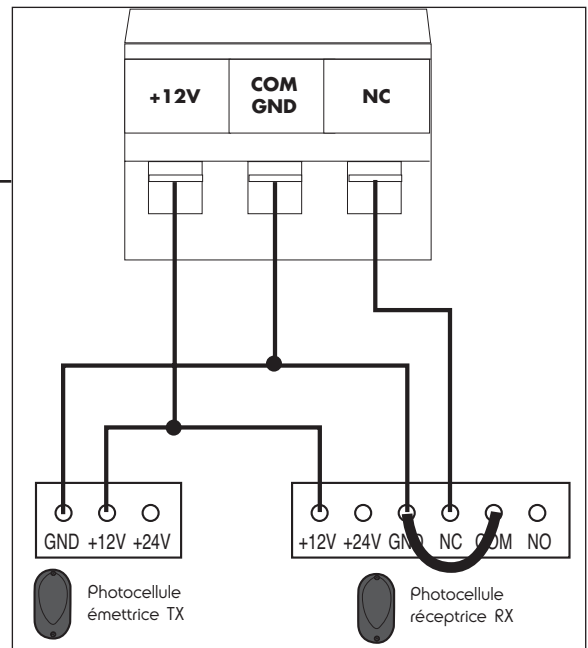 +12V
COM
GND
NC
GND +12V +24V
+12V +24V GND NC COM NO
Photocellule
émettrice TX
Photocellule
réceptrice RX